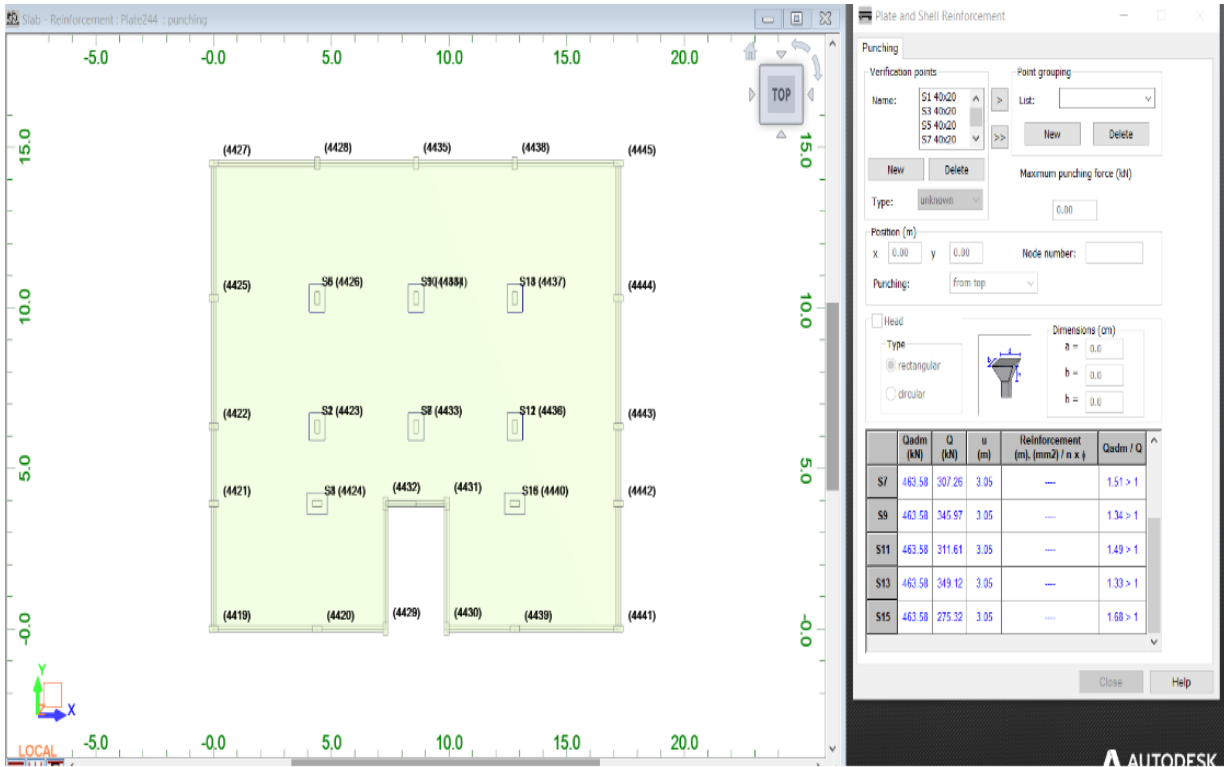 Slab - Reinforcement : Plate244 : punching
-5.0 -0.0 5.0 10.0 15.0 20.0
TOP
15.0 15.0
10.0 10.0
5.0 5.0
-0.0 -0.0
(4427) (4428) (4435) (4438) (4445)
(4425) (4426) S13 (4437) (4444)
(4422) (4423) (4433) (4436) (4443)
(4421) (4424) (4432) (4431) (4440) (4442)
(4419) (4420) (4429) (4430) (4439) (4441)
Y
Z
X
LOCAL
-5.0 -0.0 5.0 10.0 15.0 20.0
Plate and Shell Reinforcement
Punching
Verification points
Name:
S1 40x20
S3 40x20
S5 40x20
S7 40x20
>
>>
New Delete
Type: unknown
Point grouping
List:
New Delete
Maximum punching force (kN)
0.00
Position (m)
x 0.00 y 0.00 Node number:
Punching: from top
Head
Type
rectangular
circular
Dimensions (cm)
a = 0.0
b = 0.0
h = 0.0
Qadm (kN) Q (kN) u (m) Reinforcement (m), (mm2) / n x ϕ Qadm / Q
S7 463.58 307.26 3.05 ---- 1.51 > 1
S9 463.58 345.97 3.05 ---- 1.34 > 1
S11 463.58 311.61 3.05 ---- 1.49 > 1
S13 463.58 349.12 3.05 ---- 1.33 > 1
S15 463.58 275.32 3.05 ---- 1.68 > 1
Close Help
AUTODESK